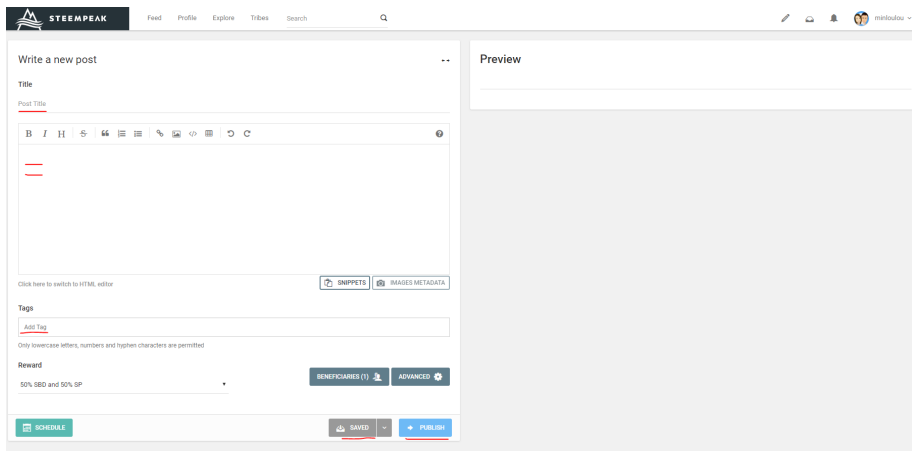 STEEMPEAK Feed Profile Explore Tribes Search minloulou
Write a new post
Title
Post Title
B I H S
Click here to switch to HTML editor
SNIPPETS IMAGES METADATA
Tags
Add Tag
Only lowercase letters, numbers and hyphen characters are permitted
Reward
50% SBD and 50% SP
BENEFICIARIES (1) ADVANCED
SCHEDULE SAVED PUBLISH
Preview